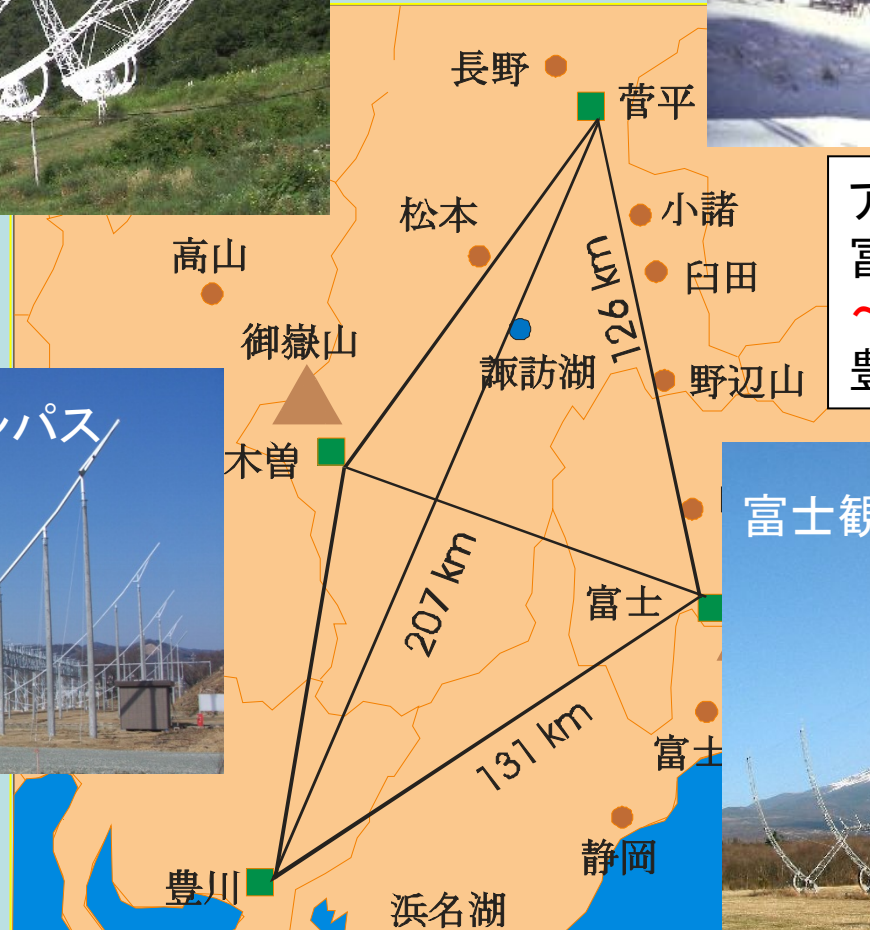 長野
菅平
小諸
松本
臼田
高山
126 km
御嶽山
諏訪湖
野辺山
木曽
富士観
207 km
富士
131 km
富士
静岡
豊川
浜名湖
パス
豊